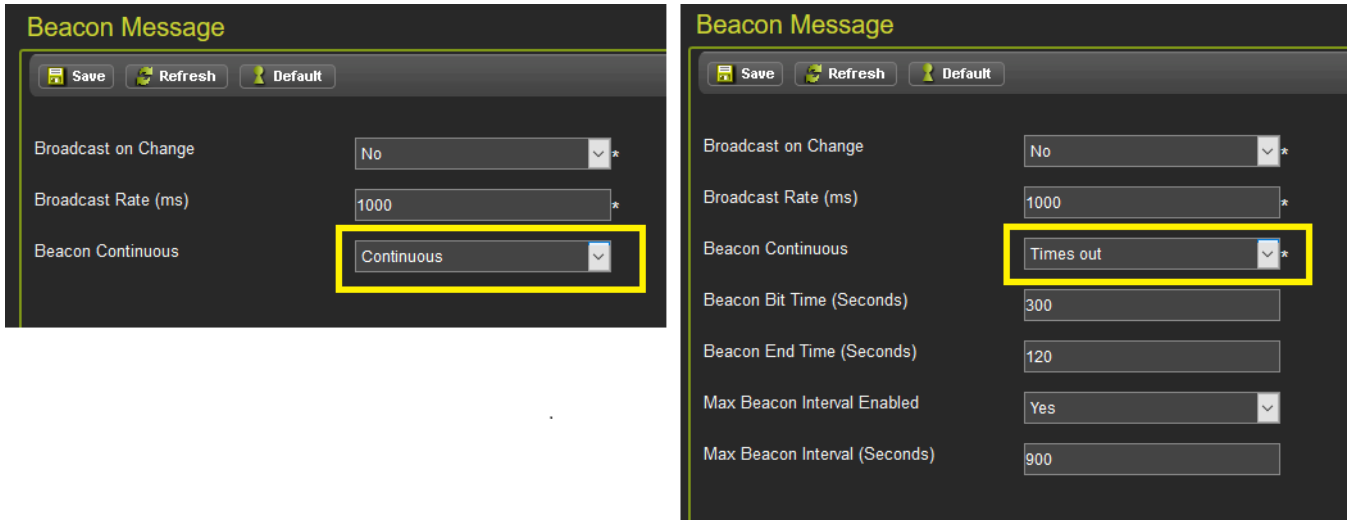 Beacon Message
Save Refresh Default
Broadcast on Change No *
Broadcast Rate (ms) 1000 *
Beacon Continuous Continuous
Beacon Message
Save Refresh Default
Broadcast on Change No *
Broadcast Rate (ms) 1000 *
Beacon Continuous Times out *
Beacon Bit Time (Seconds) 300
Beacon End Time (Seconds) 120
Max Beacon Interval Enabled Yes
Max Beacon Interval (Seconds) 900
.